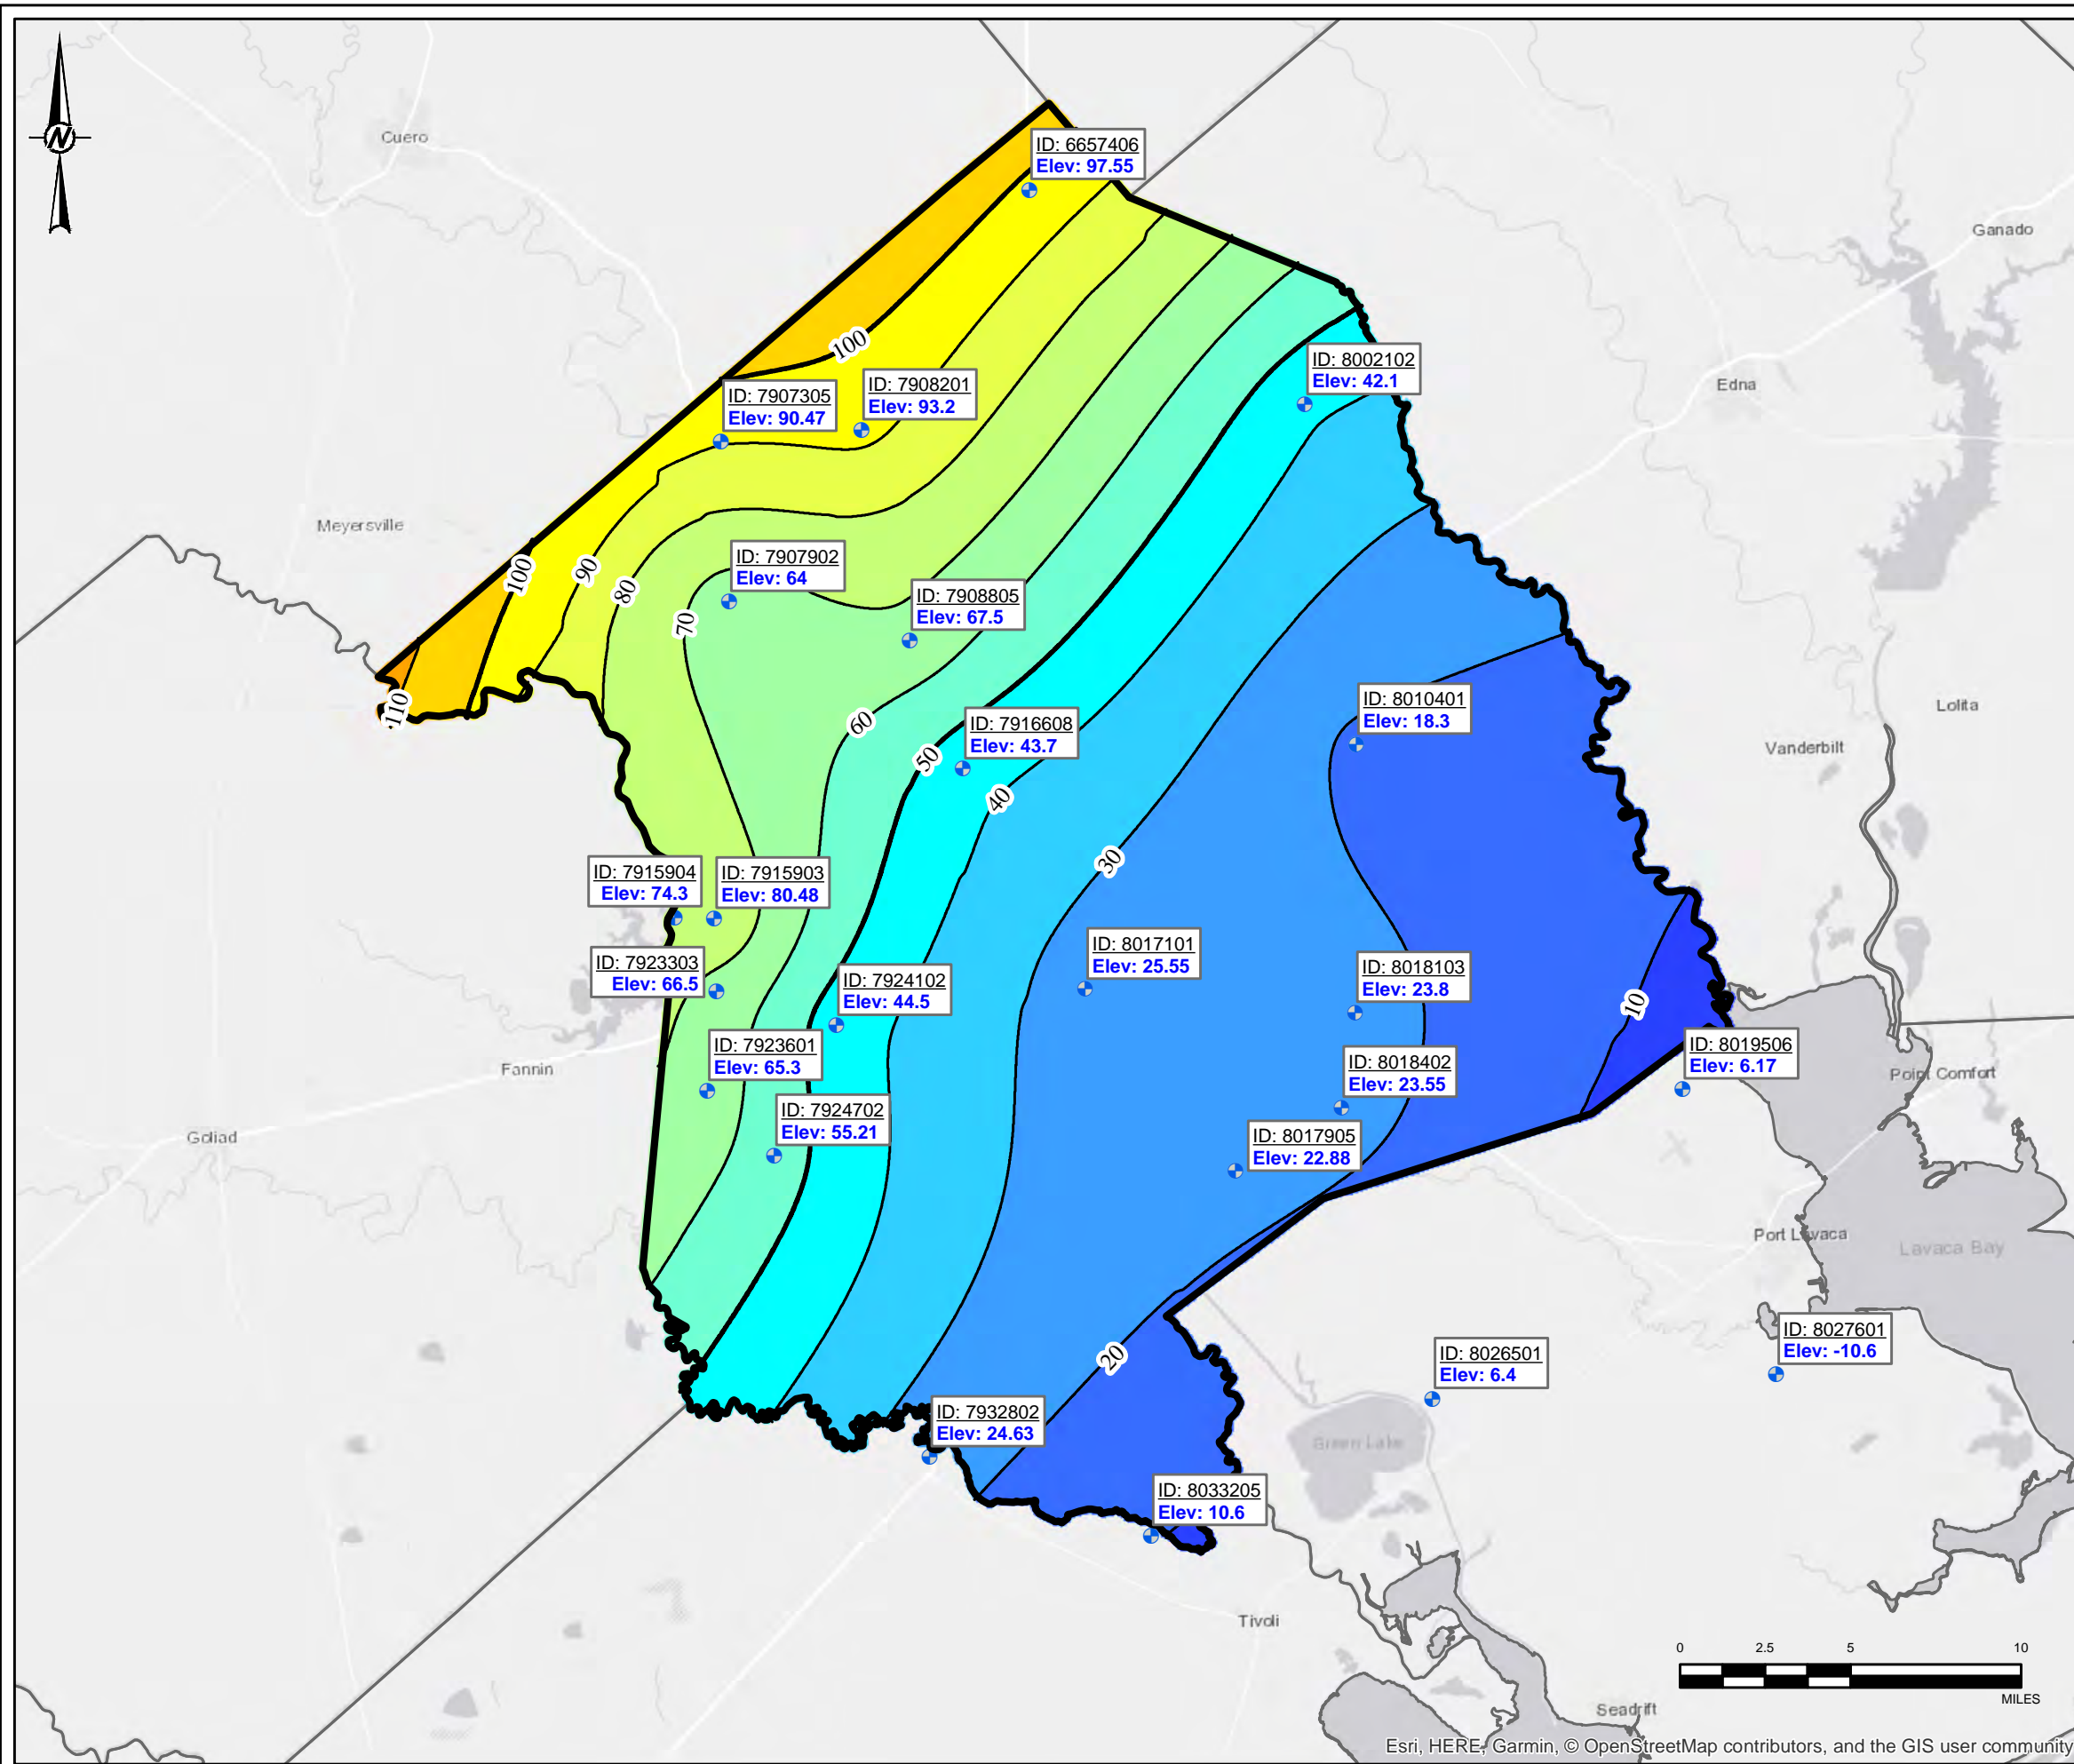 N
Cuero
ID: 6657406
Elev: 97.55
Ganado
100
ID: 8002102
Elev: 42.1
ID: 7907305
Elev: 90.47
ID: 7908201
Elev: 93.2
Edna
Meyersville
100
90
80
ID: 7907902
Elev: 64
70
ID: 7908805
Elev: 67.5
110
ID: 8010401
Elev: 18.3
Lolita
60
50
ID: 7916608
Elev: 43.7
Vanderbilt
40
30
ID: 7915904
Elev: 74.3
ID: 7915903
Elev: 80.48
ID: 7923303
Elev: 66.5
ID: 7924102
Elev: 44.5
ID: 8017101
Elev: 25.55
ID: 8018103
Elev: 23.8
10
Fannin
ID: 7923601
Elev: 65.3
ID: 8018402
Elev: 23.55
ID: 8019506
Elev: 6.17
Point Comfort
Goliad
ID: 7924702
Elev: 55.21
ID: 8017905
Elev: 22.88
Port Lavaca
Lavaca Bay
20
ID: 8026501
Elev: 6.4
ID: 8027601
Elev: -10.6
ID: 7932802
Elev: 24.63
Green Lake
ID: 8033205
Elev: 10.6
Tivoli
0 2.5 5 10
MILES
Seadrift
Esri, HERE, Garmin, © OpenStreetMap contributors, and the GIS user community